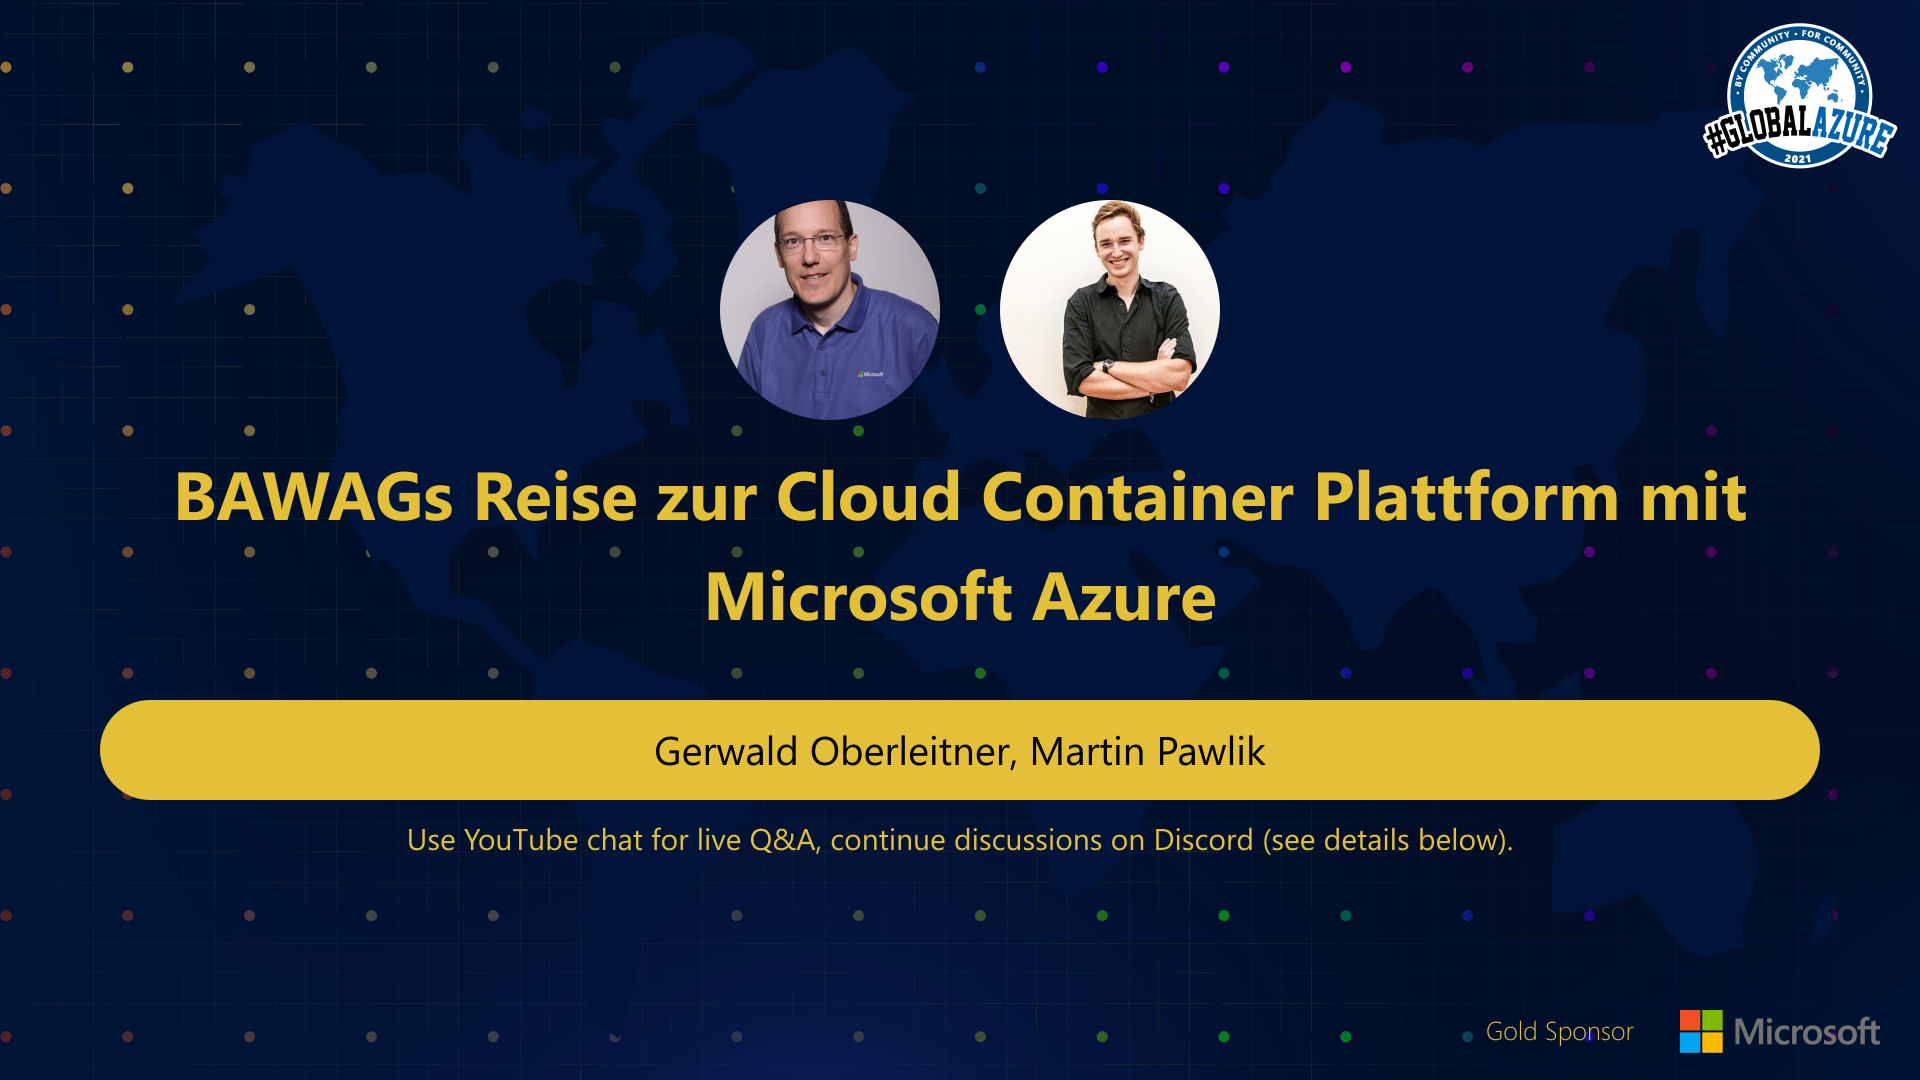 • BY COMMUNITY • FOR COMMUNITY •
#GLOBALAZURE
2021
Microsoft
BAWAGs Reise zur Cloud Container Plattform mit
Microsoft Azure
Gerwald Oberleitner, Martin Pawlik
Use YouTube chat for live Q&A, continue discussions on Discord (see details below).
Gold Sponsor
Microsoft